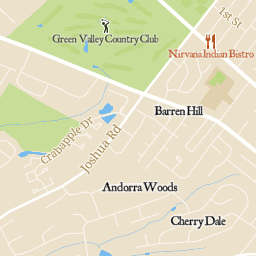 1st St
Green Valley Country Club
Nirvana Indian Bistro
Barren Hill
Crabapple Dr
Joshua Rd
Andorra Woods
Cherry Dale